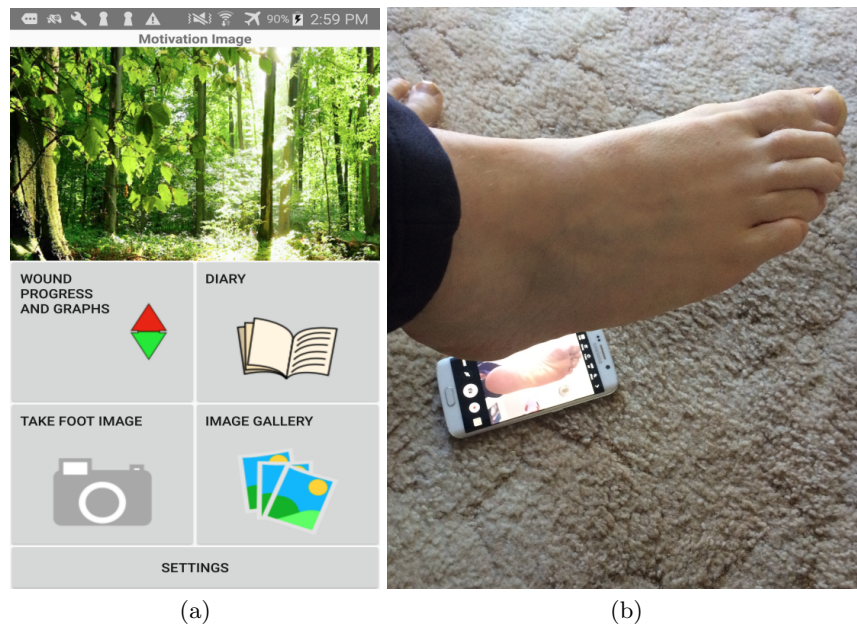 90% 2:59 PM
Motivation Image
WOUND
PROGRESS
AND GRAPHS
DIARY
TAKE FOOT IMAGE
IMAGE GALLERY
SETTINGS
(a)
(b)